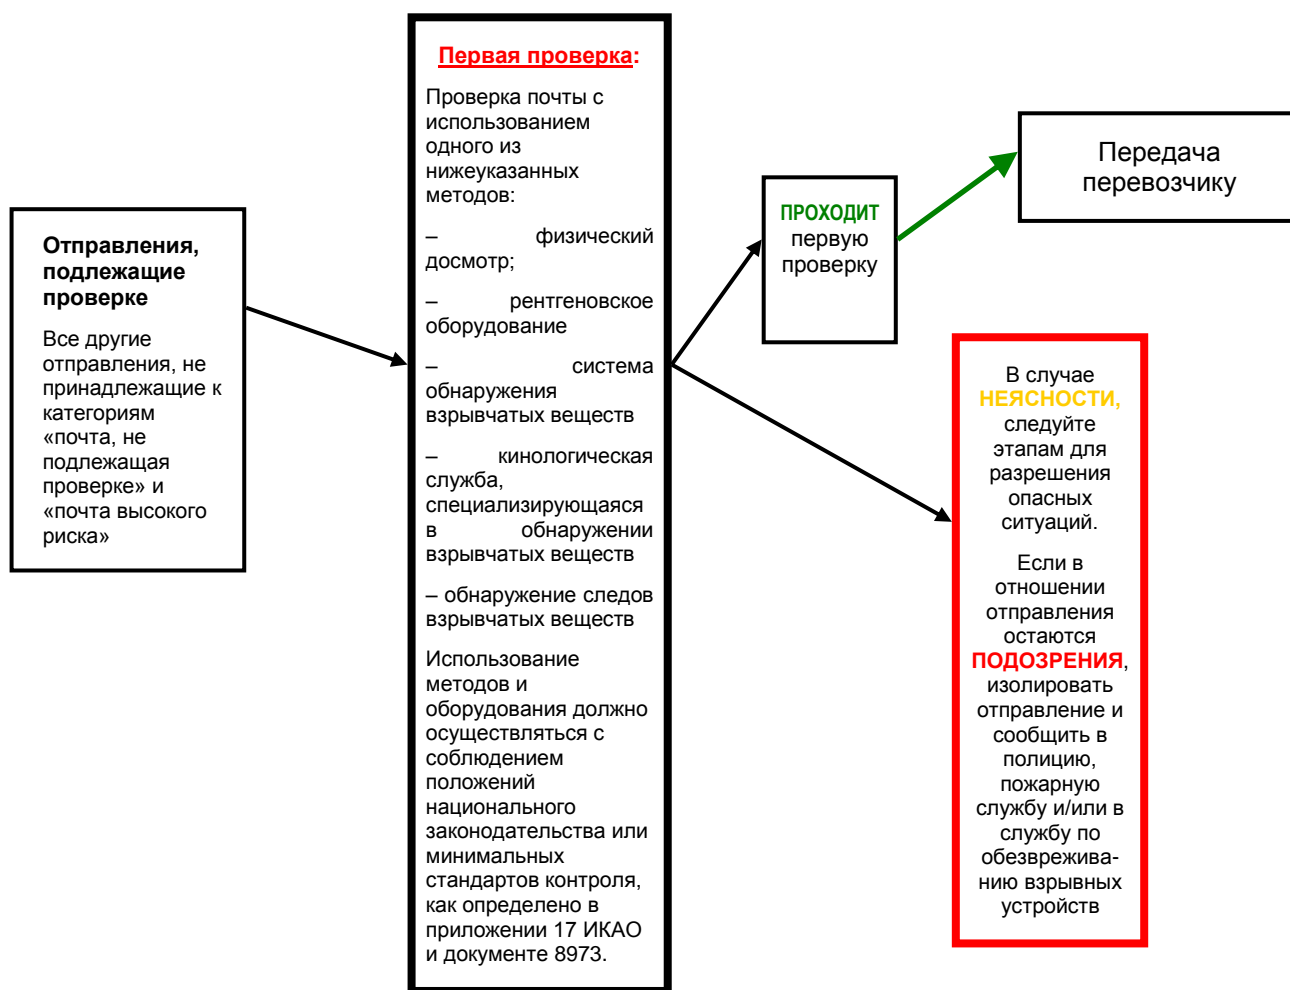 Отправления,
подлежащие
проверке
Все другие
отправления, не
принадлежащие к
категориям
«почта, не
подлежащая
проверке» и
«почта высокого
риска»
Первая проверка:
Проверка почты с
использованием
одного из
нижеуказанных
методов:
– физический
досмотр;
– рентгеновское
оборудование
– система
обнаружения
взрывчатых веществ
– кинологическая
служба,
специализирующаяся
в обнаружении
взрывчатых веществ
– обнаружение следов
взрывчатых веществ
Использование
методов и
оборудования должно
осуществляться с
соблюдением
положений
национального
законодательства или
минимальных
стандартов контроля,
как определено в
приложении 17 ИКАО
и документе 8973.
ПРОХОДИТ
первую
проверку
Передача
перевозчику
В случае
НЕЯСНОСТИ,
следуйте
этапам для
разрешения
опасных
ситуаций.
Если в
отношении
отправления
остаются
ПОДОЗРЕНИЯ,
изолировать
отправление и
сообщить в
полицию,
пожарную
службу и/или в
службу по
обезврежива-
нию взрывных
устройств